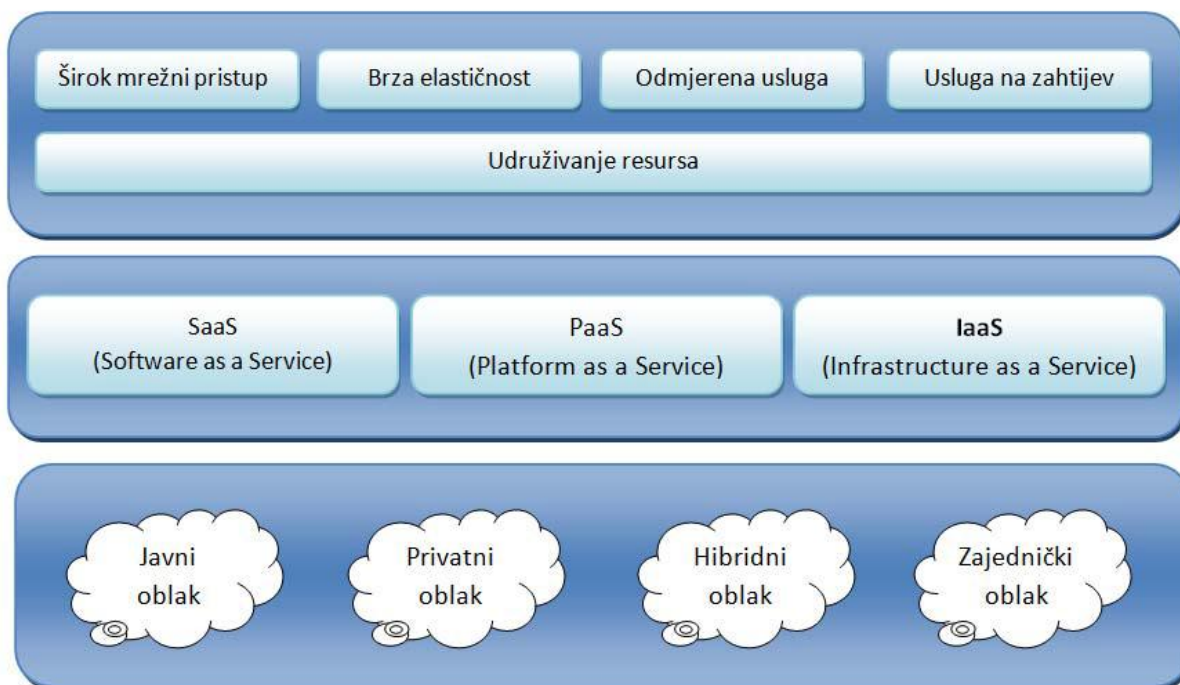 Širok mrežni pristup
Brza elastičnost
Odmjerena usluga
Usluga na zahtijev
Udruživanje resursa
SaaS
(Software as a Service)
PaaS
(Platform as a Service)
IaaS
(Infrastructure as a Service)
Javni
oblak
Privatni
oblak
Hibridni
oblak
Zajednički
oblak